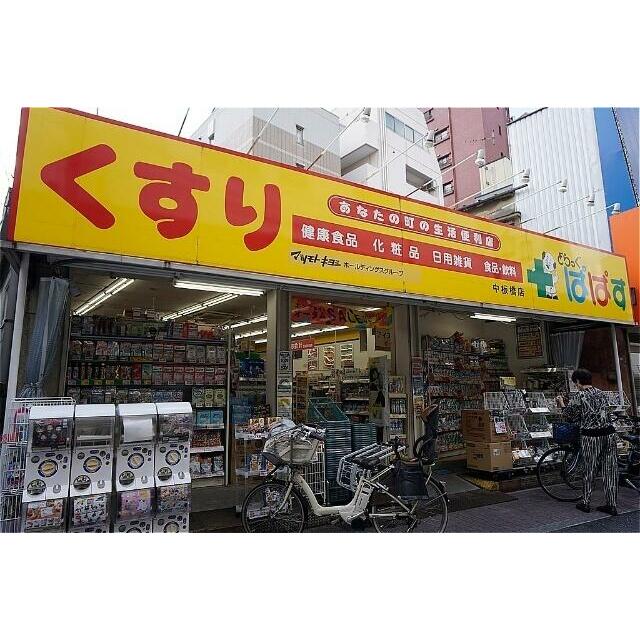 くすり
あなたの町の生活便利店
健康食品 化粧品 日用雑貨 食品・飲料
マツモトキヨシ ホールディングスグループ
どらっぐ
ぱぱす
中板橋店